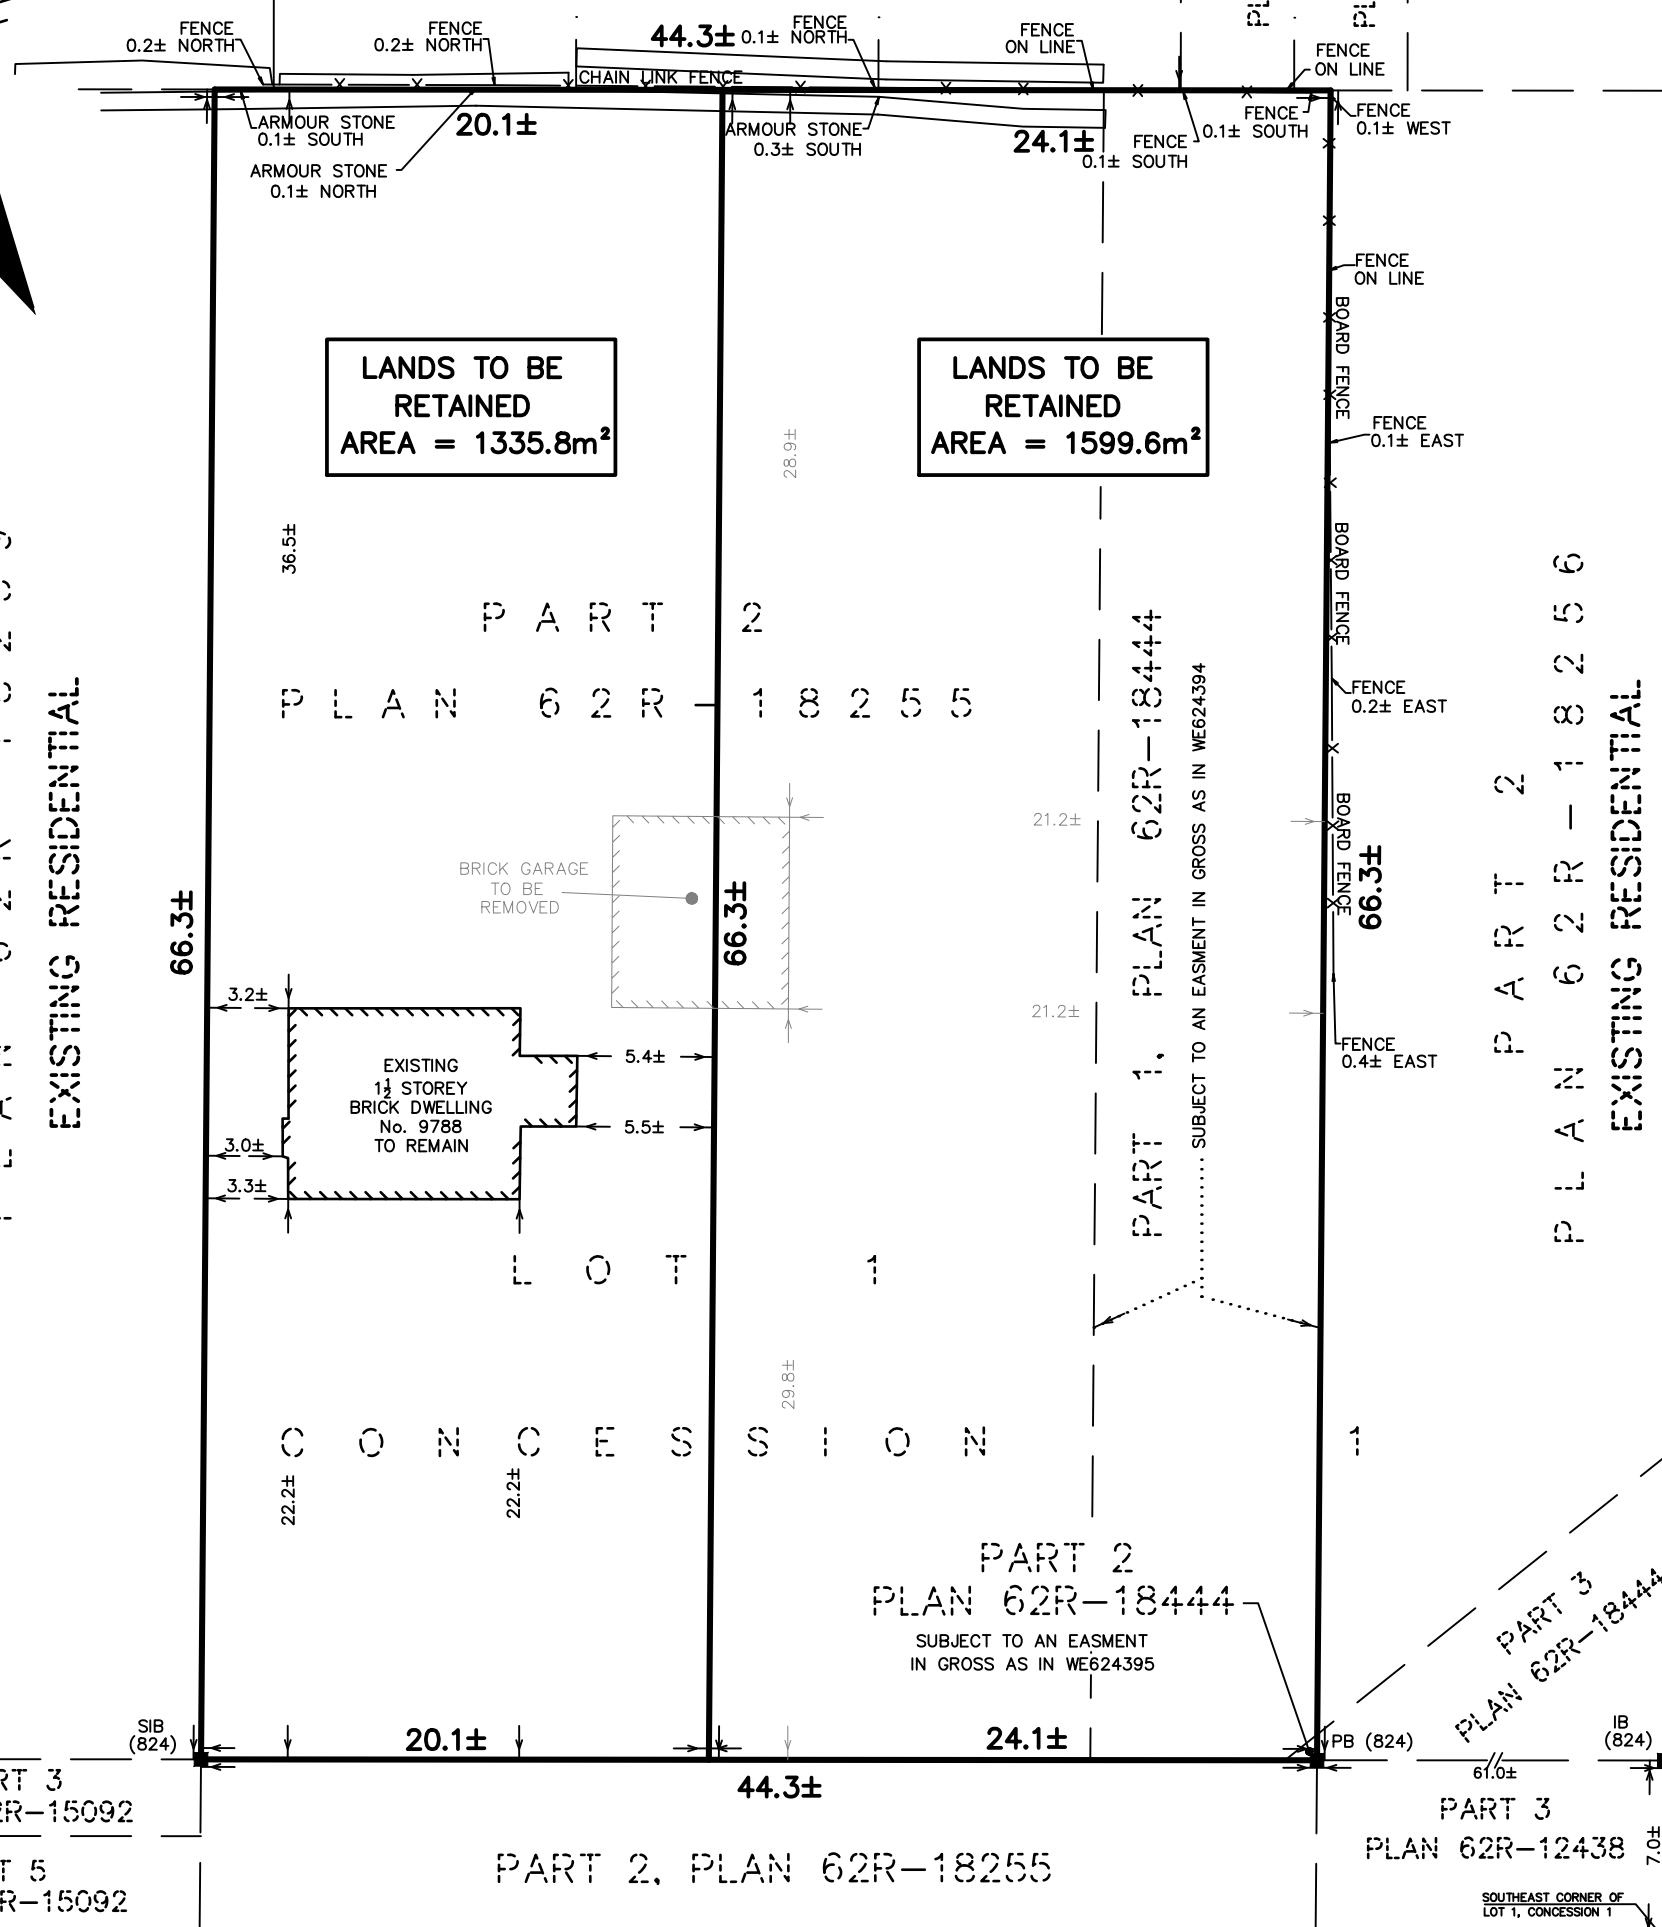 FENCE
0.2± NORTH
FENCE
0.2± NORTH
44.3±
FENCE
0.1± NORTH
FENCE
ON LINE
FENCE
ON LINE
CHAIN LINK FENCE
ARMOUR STONE
0.1± SOUTH
20.1±
ARMOUR STONE
0.3± SOUTH
24.1±
FENCE
0.1± SOUTH
FENCE
0.1± SOUTH
FENCE
0.1± WEST
ARMOUR STONE
0.1± NORTH
FENCE
ON LINE
BOARD FENCE
LANDS TO BE
RETAINED
AREA = 1335.8m²
LANDS TO BE
RETAINED
AREA = 1599.6m²
28.9±
FENCE
0.1± EAST
36.5±
BOARD FENCE
PART 2
PLAN 62R-18255
PART 1, PLAN 62R-18444
SUBJECT TO AN EASMENT IN GROSS AS IN WE624394
FENCE
0.2± EAST
EXISTING RESIDENTIAL
PART 2
PLAN 62R-18256
EXISTING RESIDENTIAL
BOARD FENCE
66.3±
BRICK GARAGE
TO BE
REMOVED
66.3±
21.2±
66.3±
21.2±
3.2±
EXISTING
1½ STOREY
BRICK DWELLING
No. 9788
TO REMAIN
5.4±
5.5±
3.0±
3.3±
FENCE
0.4± EAST
LOT 1
29.8±
CONCESSION 1
22.2±
22.2±
PART 2
PLAN 62R-18444
SUBJECT TO AN EASMENT
IN GROSS AS IN WE624395
PART 3
PLAN 62R-18444
SIB
(824)
20.1±
24.1±
PB (824)
IB
(824)
44.3±
61.0±
RT 3
2R-15092
PART 3
PLAN 62R-12438
7.0±
T 5
R-15092
PART 2, PLAN 62R-18255
SOUTHEAST CORNER OF
LOT 1, CONCESSION 1